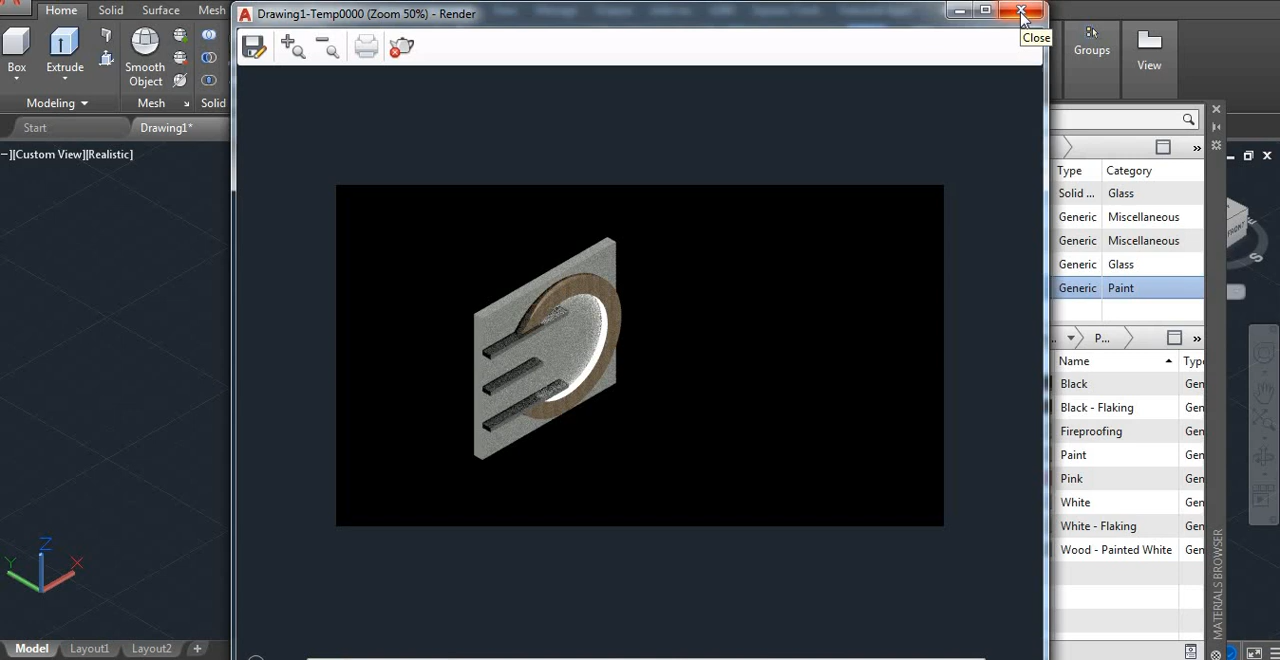 Drawing1-Temp0000 (Zoom 50%) - Render
Close
Home Solid Surface Mesh
Box
Extrude
Smooth
Object
Modeling
Mesh
Solid
Groups
View
Start
Drawing1*
−][Custom View][Realistic]
Type Category
Solid ... Glass
Generic Miscellaneous
Generic Miscellaneous
Generic Glass
Generic Paint
FRONT
E
S
P...
Name
Black Gen
Black - Flaking Gen
Fireproofing Gen
Paint Gen
Pink Gen
White Gen
White - Flaking Gen
Wood - Painted White Gen
MATERIALS BROWSER
Z
Y
X
Model Layout1 Layout2 +